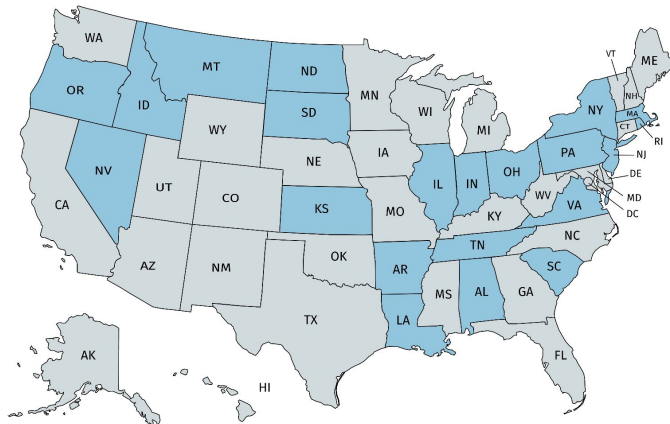 WA
MT
ND
MN
VT
ME
OR
ID
SD
WI
MI
NH
NY
MA
CT
RI
WY
IA
NE
PA
NJ
NV
UT
CO
IL
IN
OH
DE
MD
DC
WV
VA
CA
KS
MO
KY
AZ
NM
OK
AR
TN
NC
SC
MS
AL
GA
LA
TX
FL
AK
HI